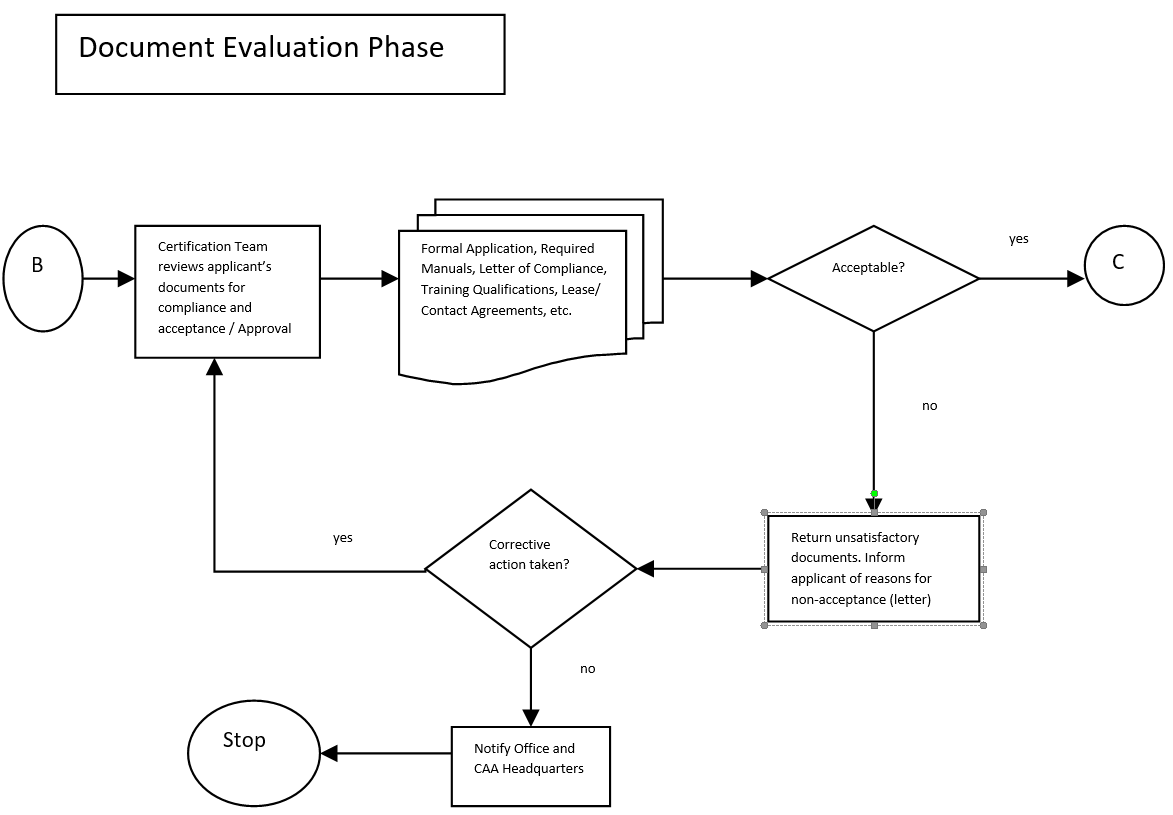 Document Evaluation Phase
B
Certification Team
reviews applicant's
documents for
compliance and
acceptance / Approval
Formal Application, Required
Manuals, Letter of Compliance,
Training Qualifications, Lease/
Contact Agreements, etc.
Acceptable?
yes
C
no
Return unsatisfactory
documents. Inform
applicant of reasons for
non-acceptance (letter)
Corrective
action taken?
yes
no
Notify Office and
CAA Headquarters
Stop